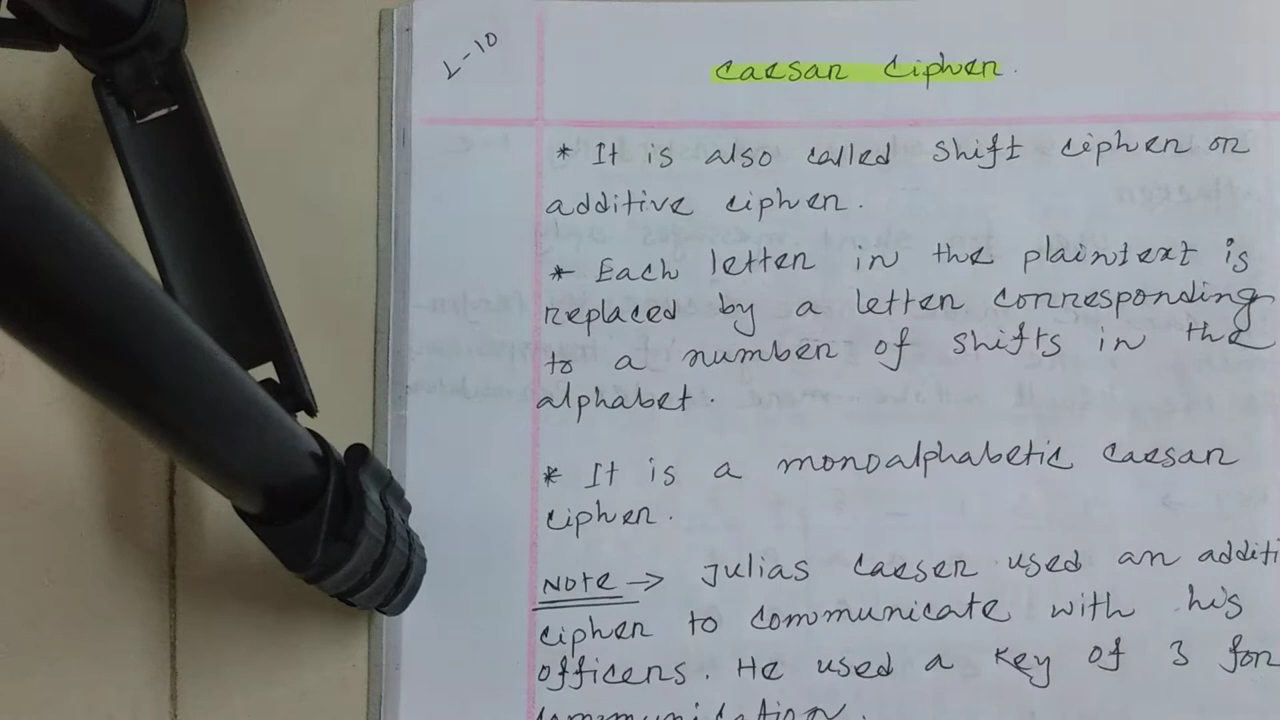 L-10
Caesar Cipher.
* It is also called shift cipher or
additive cipher.
* Each letter in the plaintext is
replaced by a letter corresponding
to a number of shifts in the
alphabet.
* It is a monoalphabetic caesar
cipher.
Note → Julias Caeser used an additi
cipher to communicate with his
officers. He used a key of 3 for
communication.